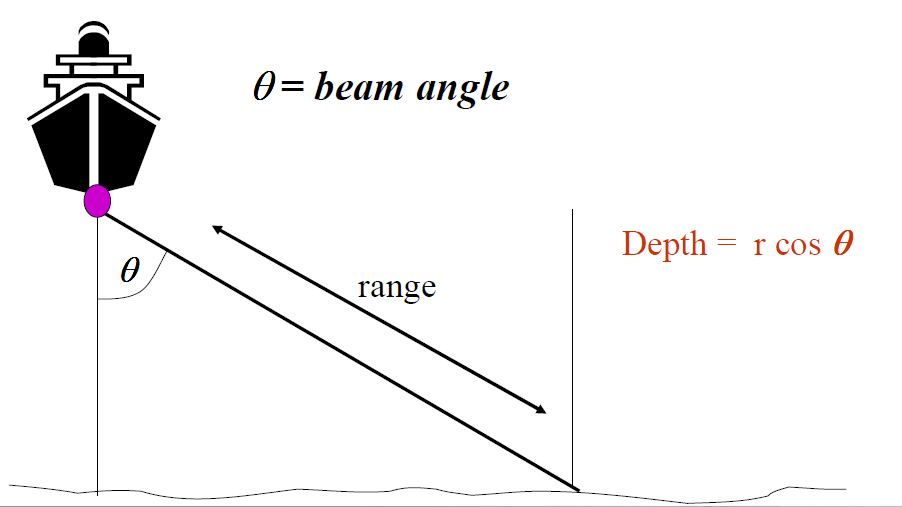 θ = beam angle
Depth = r cos θ
θ
range